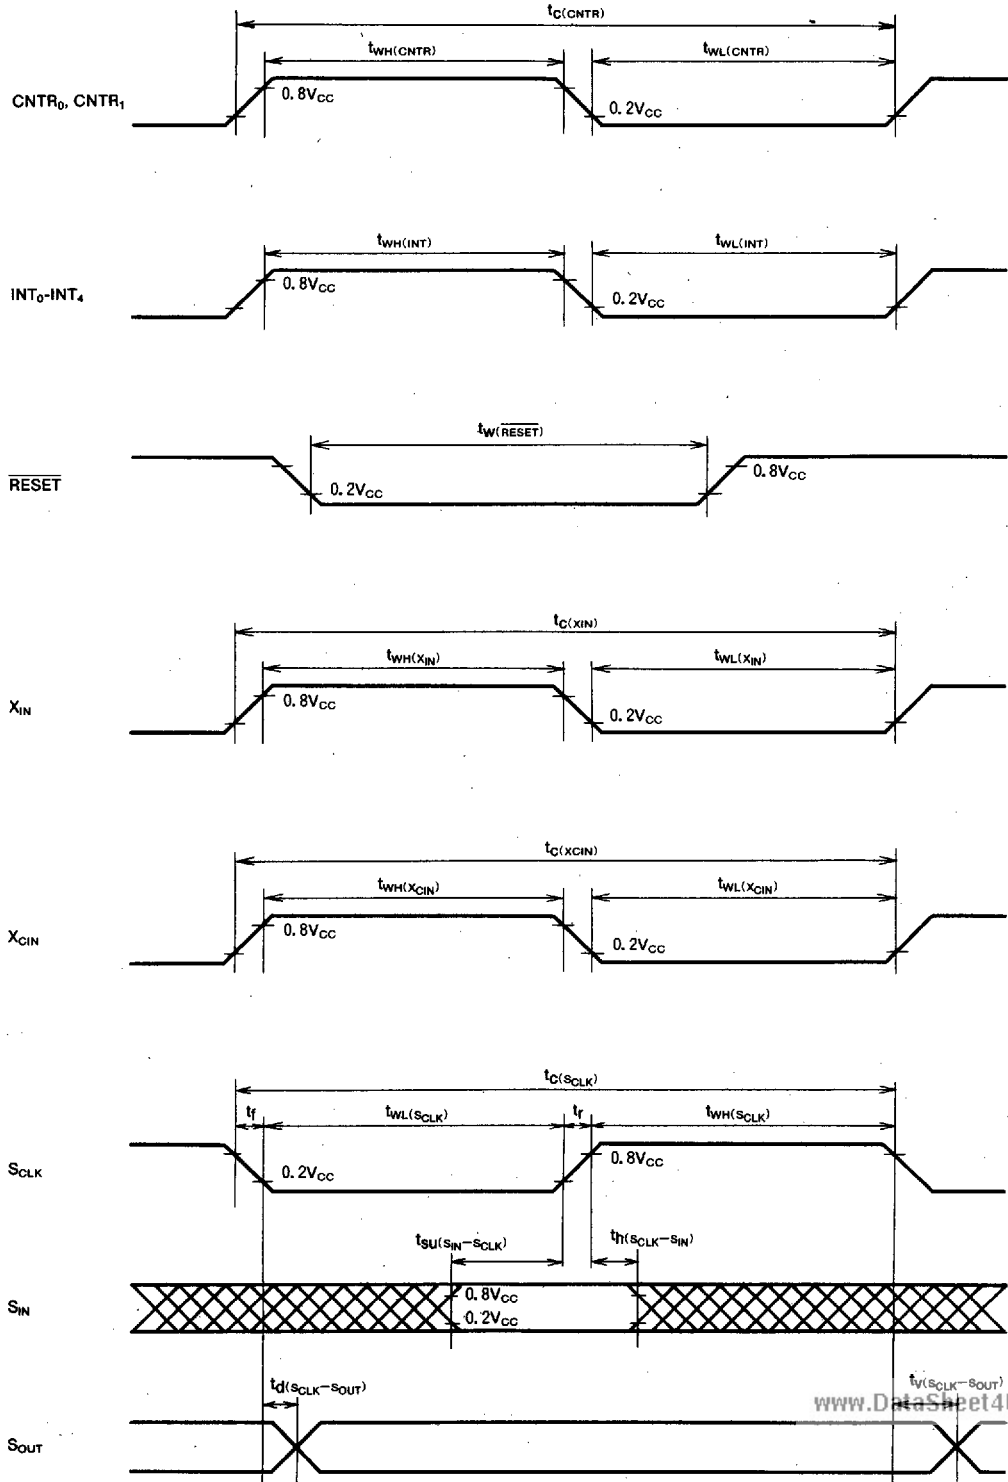 tC(CNTR)
tWH(CNTR) tWL(CNTR)
CNTR0, CNTR1 0.8VCC 0.2VCC
tWH(INT) tWL(INT)
INT0-INT4 0.8VCC 0.2VCC
tW(RESET)
RESET 0.2VCC 0.8VCC
tC(XIN)
tWH(XIN) tWL(XIN)
XIN 0.8VCC 0.2VCC
tC(XCIN)
tWH(XCIN) tWL(XCIN)
XCIN 0.8VCC 0.2VCC
tC(SCLK)
tf tWL(SCLK) tr tWH(SCLK)
SCLK 0.2VCC 0.8VCC
tSU(SIN-SCLK) th(SCLK-SIN)
SIN 0.8VCC
0.2VCC
td(SCLK-SOUT) tV(SCLK-SOUT)
www.DataSheet4
SOUT